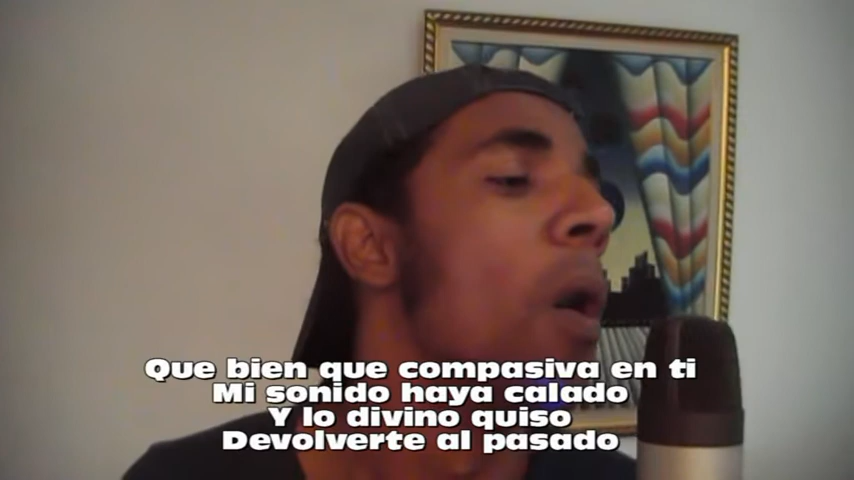 Que bien que compasiva en ti
Mi sonido haya calado
Y lo divino quiso
Devolverte al pasado